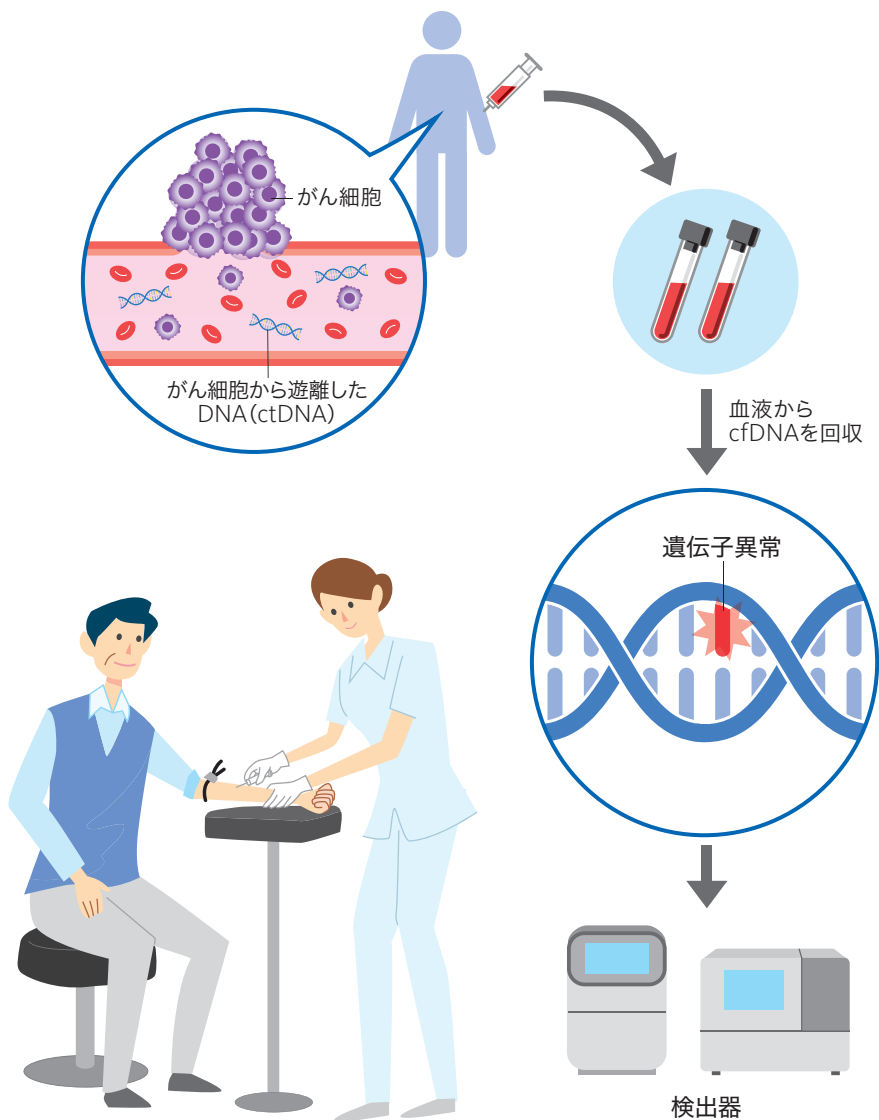 がん細胞
がん細胞から遊離した
DNA(ctDNA)
血液から
cfDNAを回収
遺伝子異常
検出器